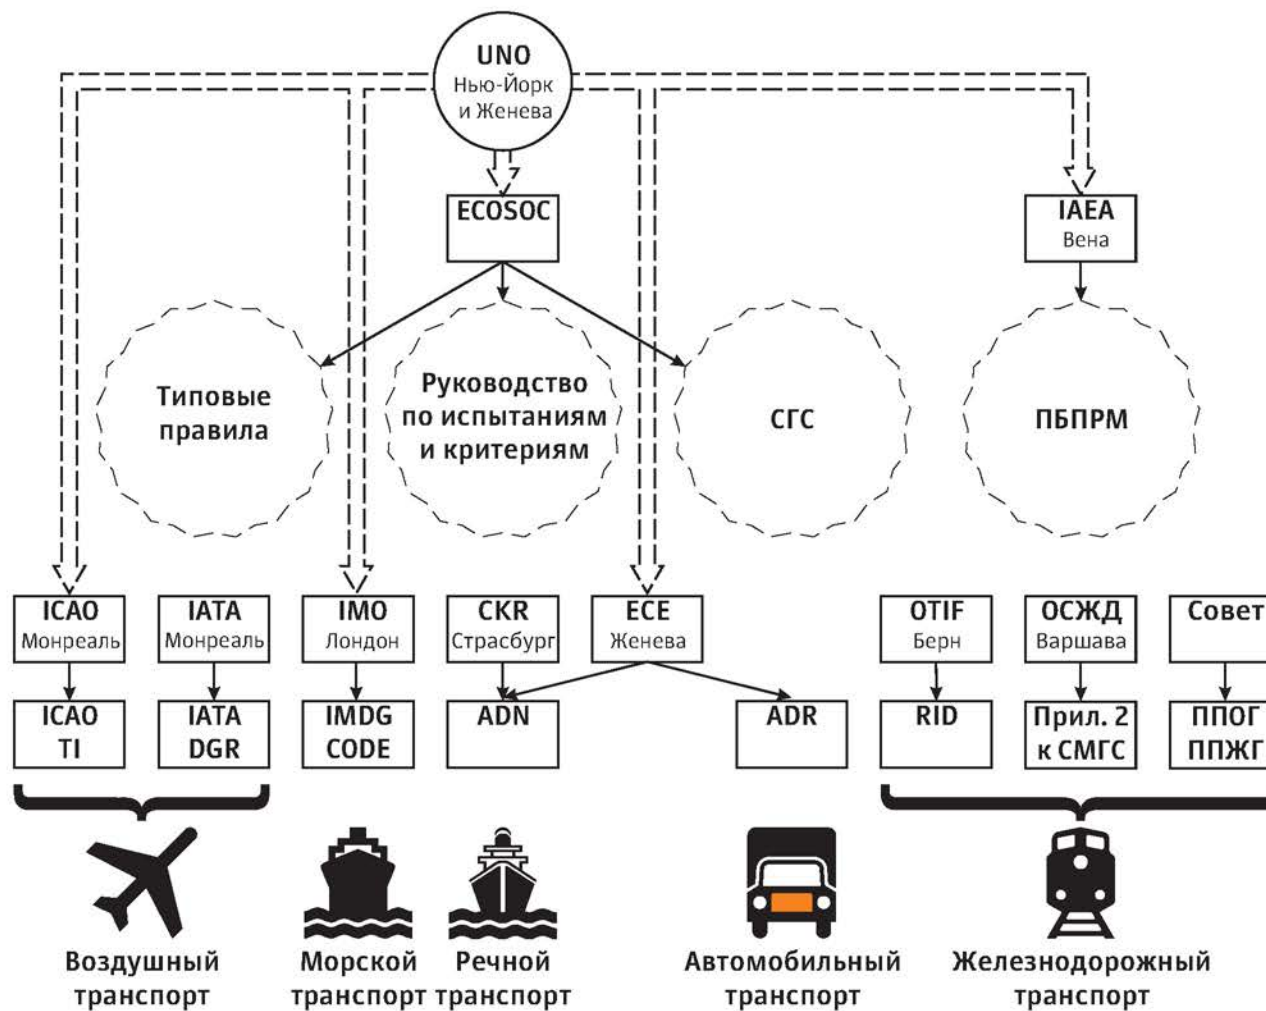 UNO
Нью-Йорк
и Женева
ECOSOC
IAEA
Вена
Типовые
правила
Руководство
по испытаниям
и критериям
СГС
ПБПРМ
ICAO
Монреаль
IATA
Монреаль
IMO
Лондон
CKR
Страсбург
ECE
Женева
OTIF
Берн
ОСЖД
Варшава
Совет
ICAO
TI
IATA
DGR
IMDG
CODE
ADN
ADR
RID
Прил. 2
к СМГС
ППОГ
ППЖГ
Воздушный
транспорт
Морской
транспорт
Речной
транспорт
Автомобильный
транспорт
Железнодорожный
транспорт